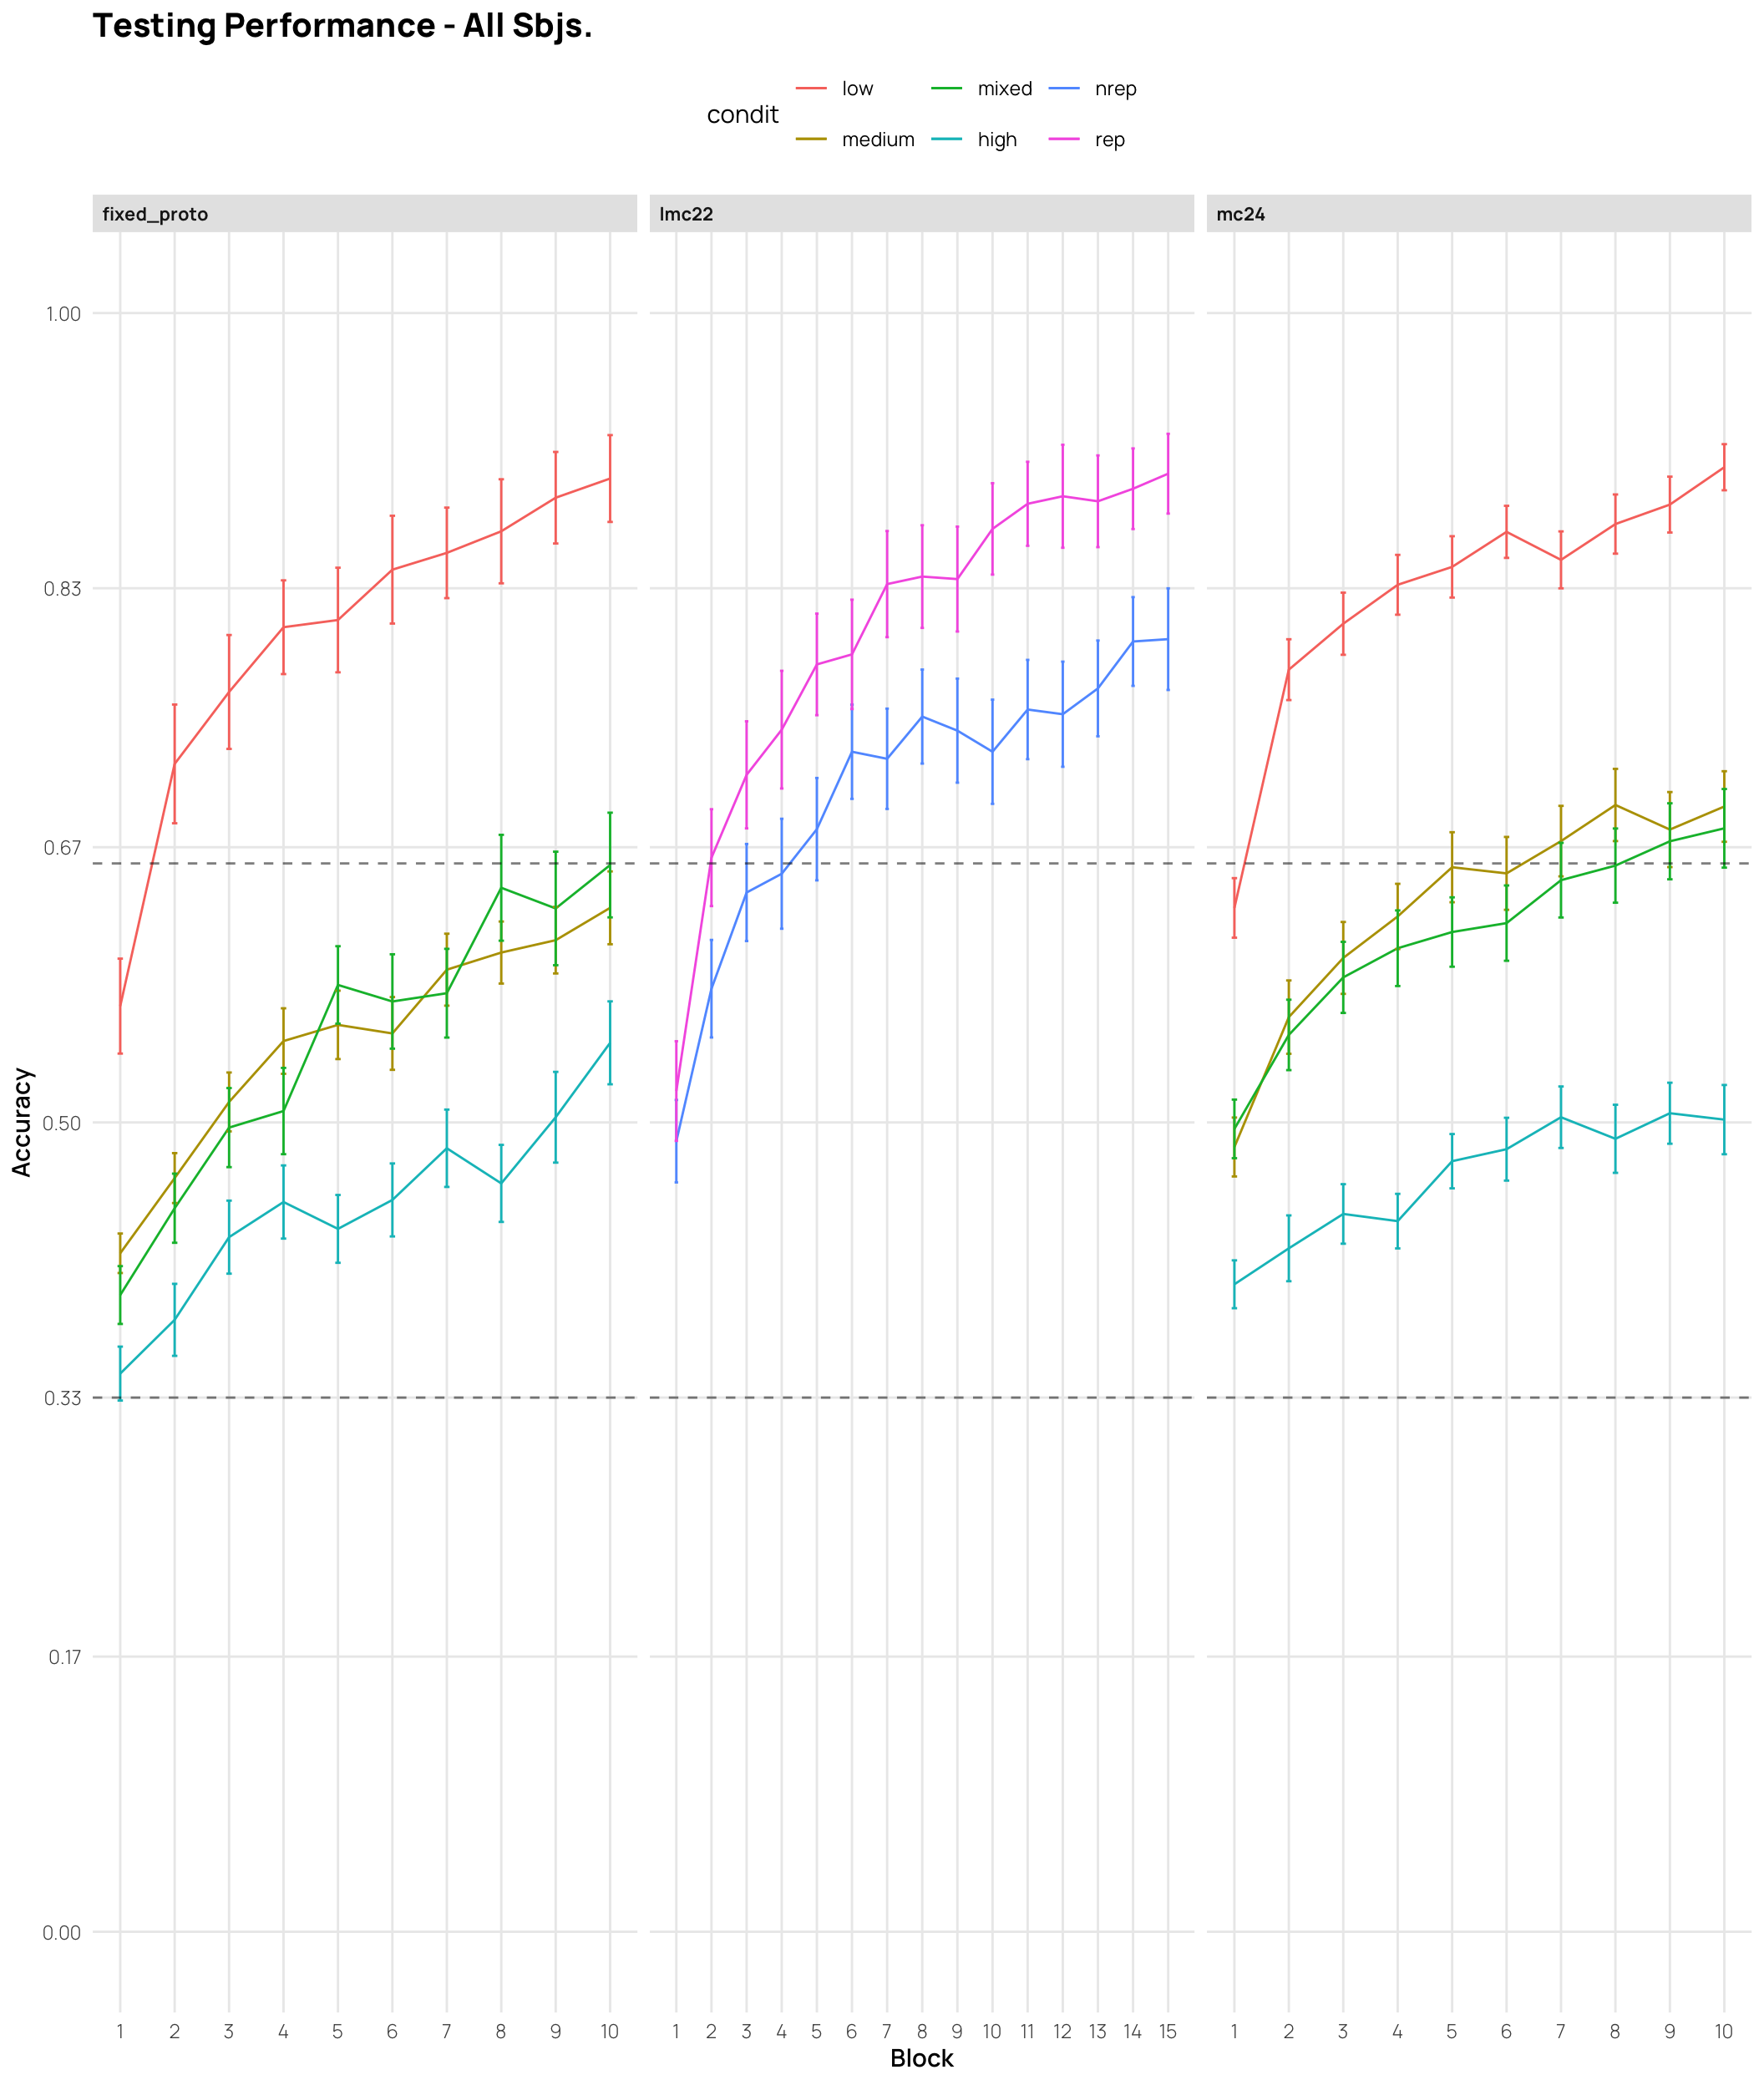 Testing Performance - All Sbjs.
condit
low
mixed
nrep
medium
high
rep
fixed_proto
lmc22
mc24
Accuracy
1.00
0.83
0.67
0.50
0.33
0.17
0.00
1 2 3 4 5 6 7 8 9 10
1 2 3 4 5 6 7 8 9 10 11 12 13 14 15
1 2 3 4 5 6 7 8 9 10
Block